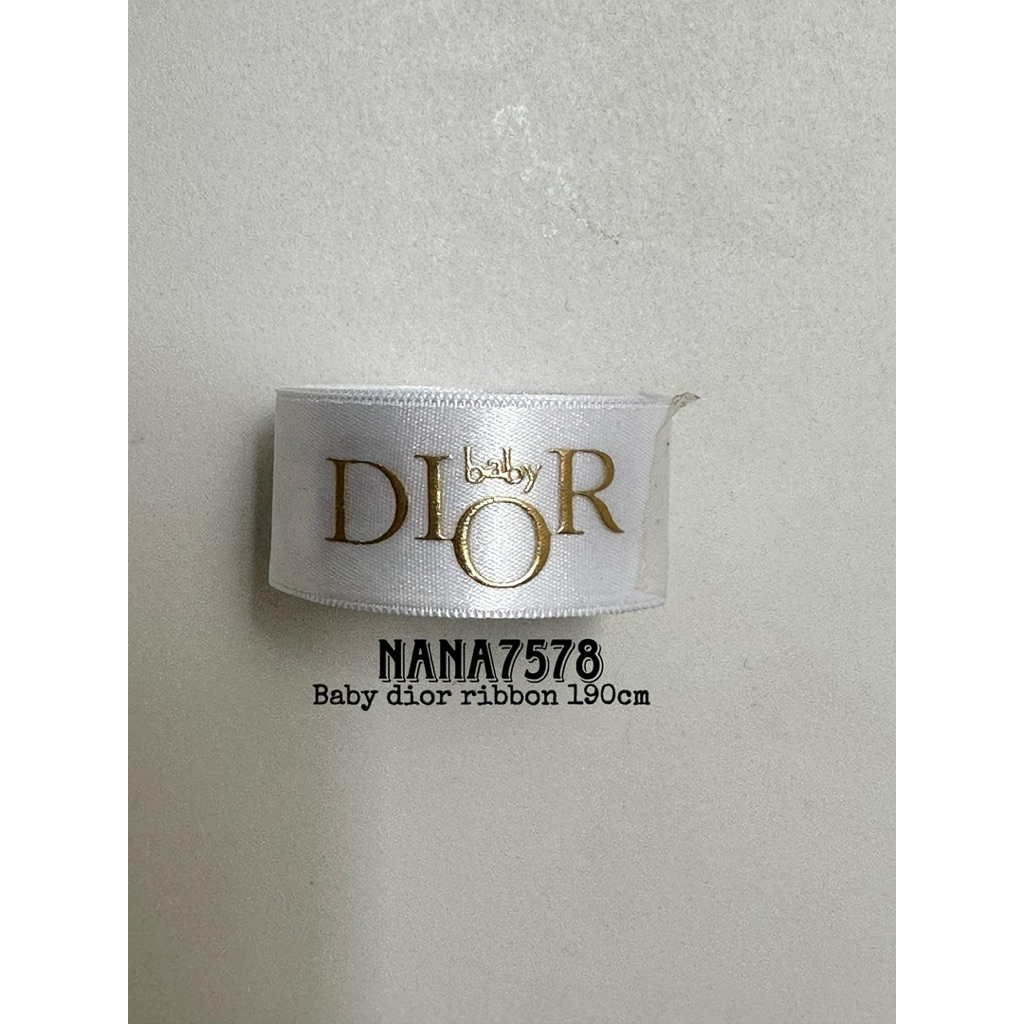 baby
DIOR
NANA7578
Baby dior ribbon 190cm